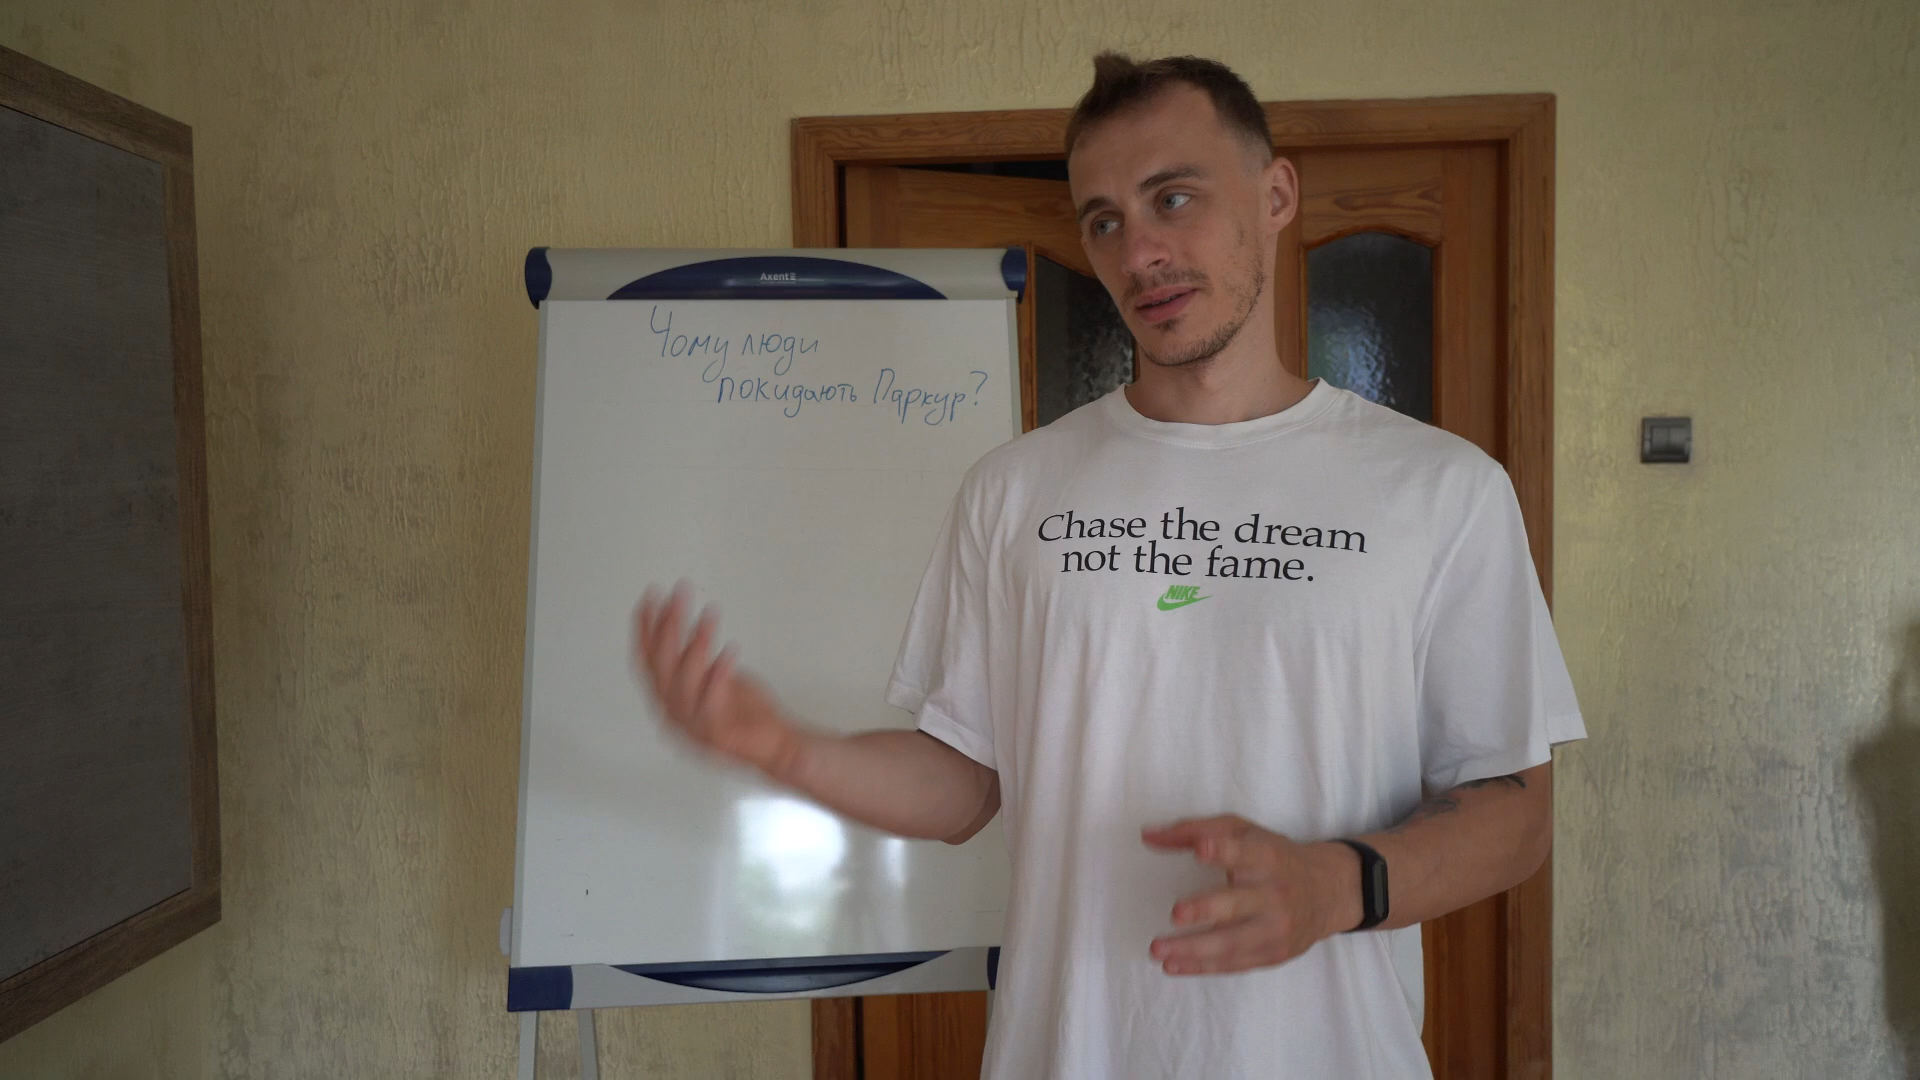 Axent
Чому люди
покидають Паркур?
Chase the dream
not the fame.
NIKE